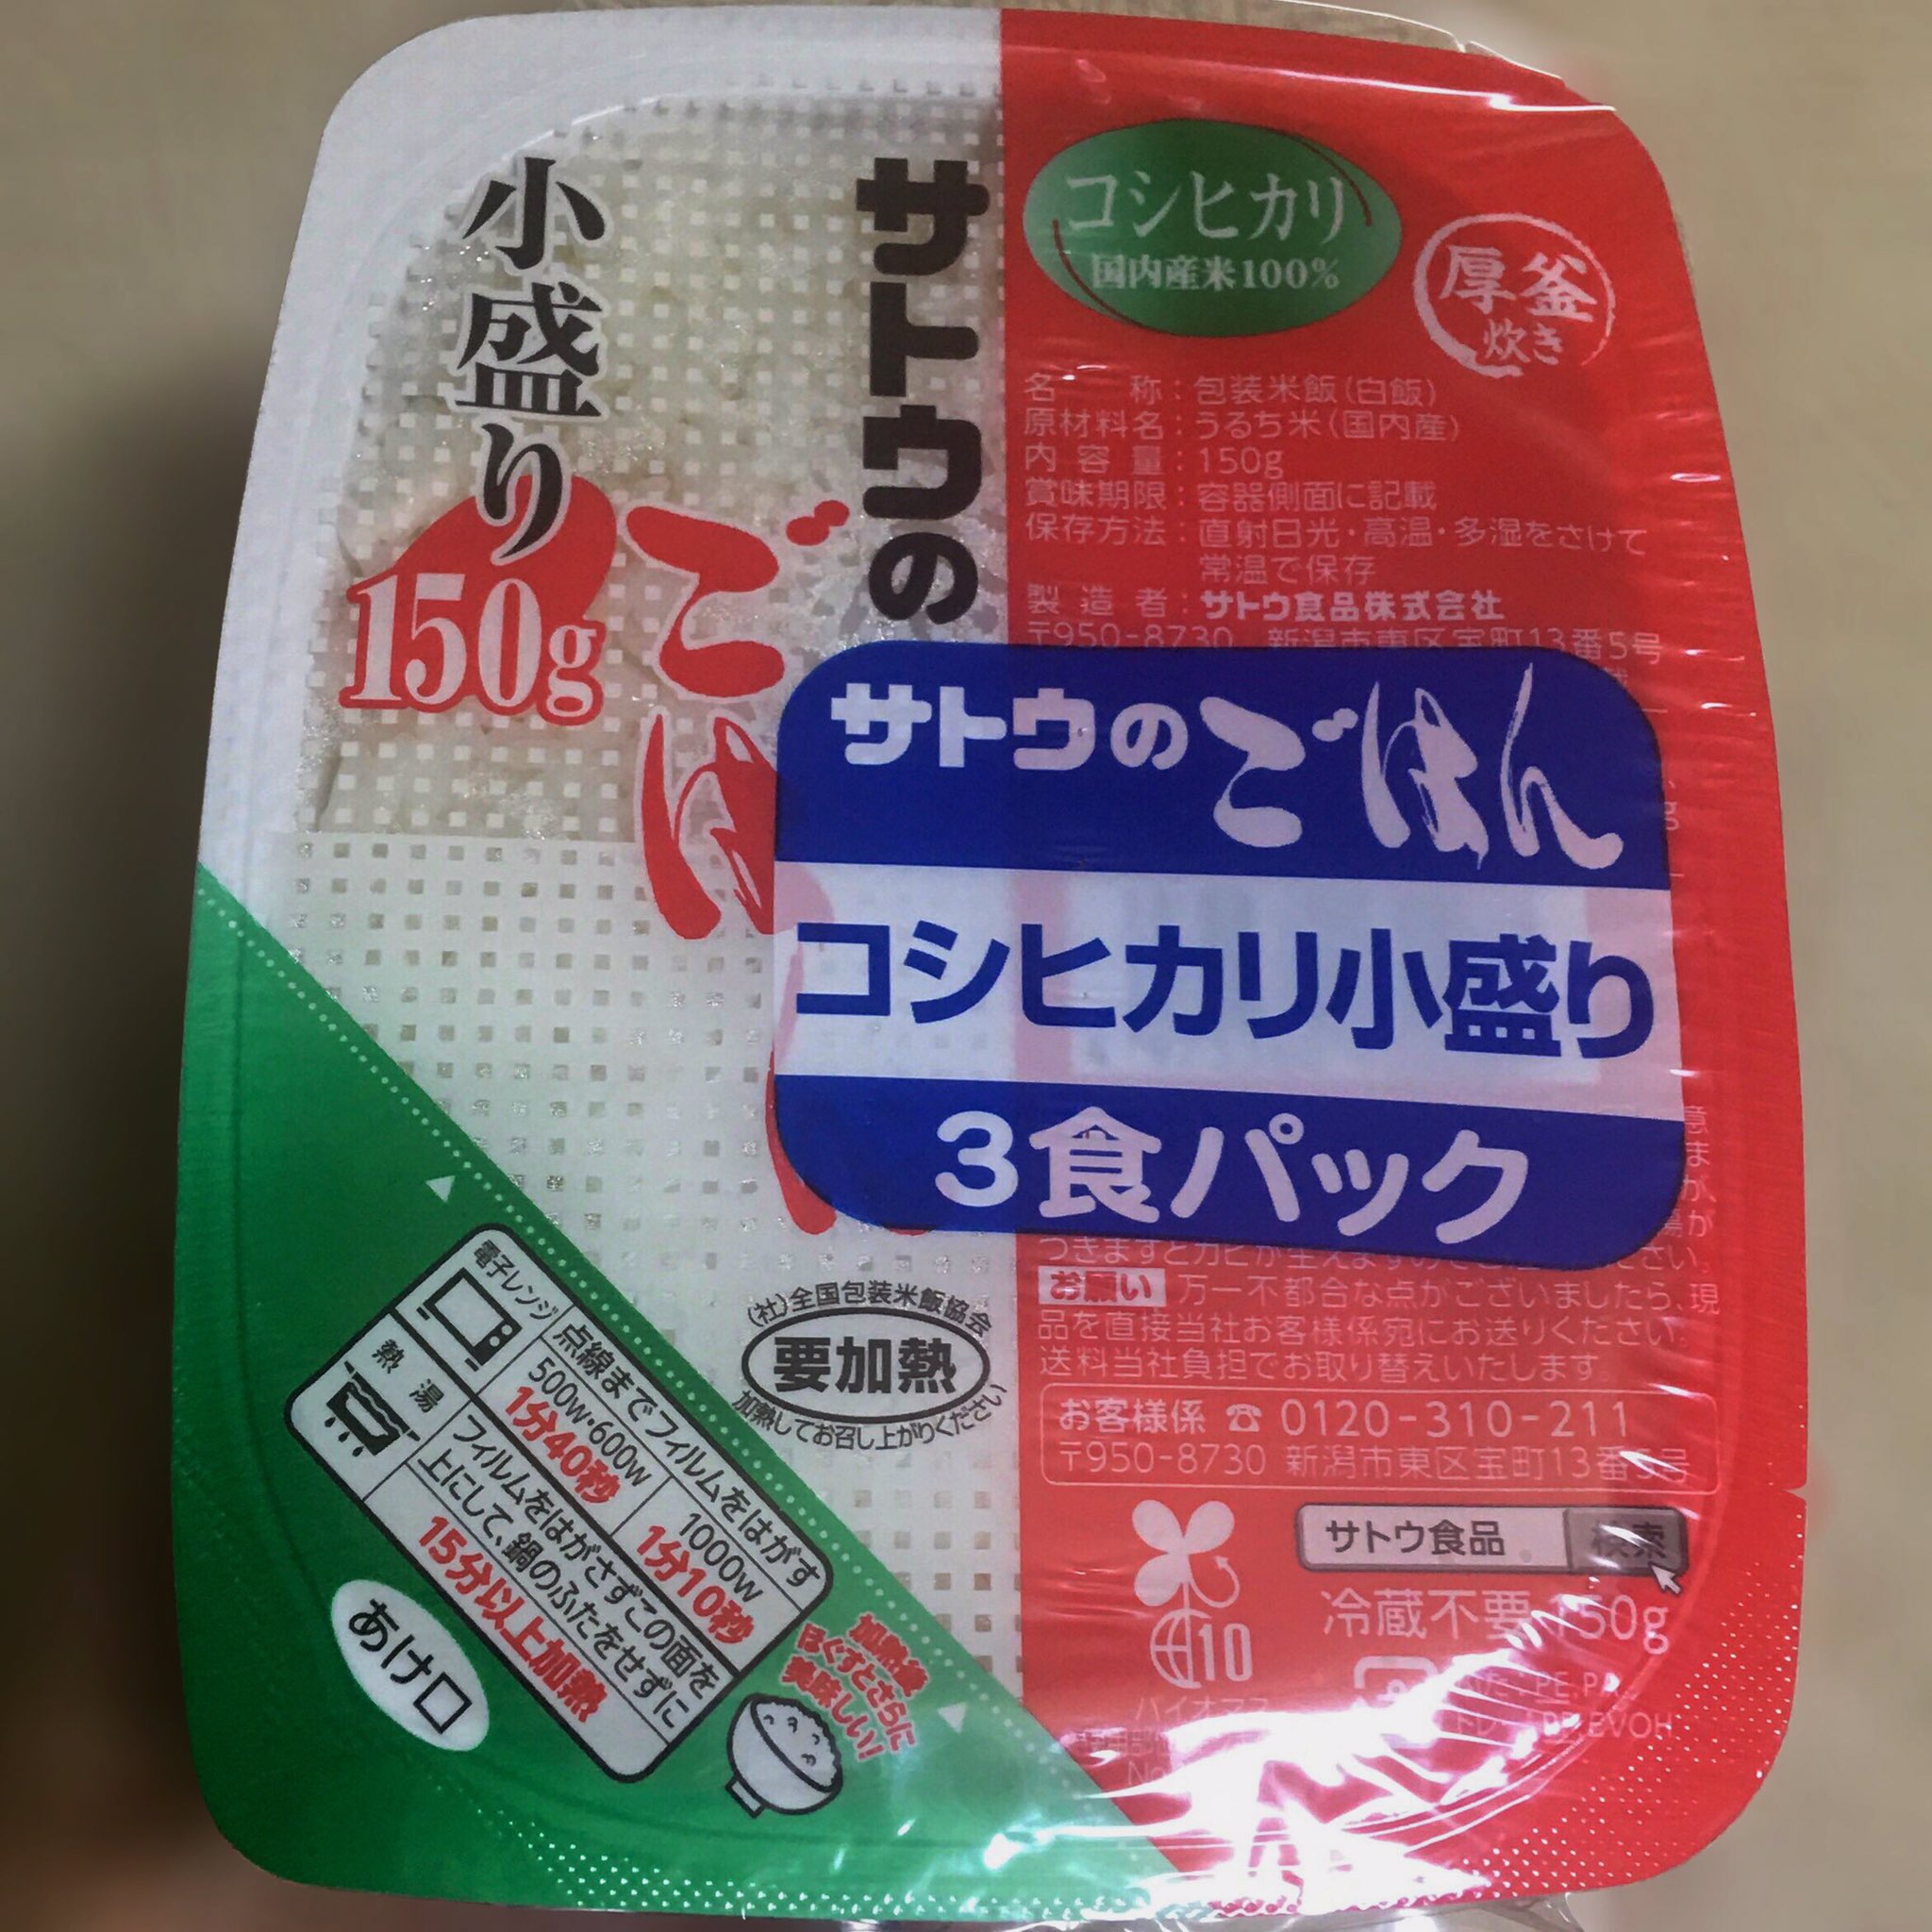 小盛り
150g
サトウの
ごは
コシヒカリ
国内産米100%
厚釜
炊き
名 称:包装米飯(白飯)
原材料名:うるち米(国内産)
内容量:150g
賞味期限:容器側面に記載
保存方法:直射日光・高温・多湿をさけて
常温で保存
製造者:サトウ食品株式会社
〒950-8730 新潟市東区宝町13番5号
サトウのごはん
コシヒカリ小盛り
3食パック
お願い 万一不都合な点がございましたら、現
品を直接当社お客様係宛にお送りください。
送料当社負担でお取り替えいたします。
お客様係 ☎ 0120-310-211
〒950-8730 新潟市東区宝町13番5号
サトウ食品 検索
冷蔵不要 150g
10
バイオマス
(社)全国包装米飯協会
要加熱
加熱してお召し上がりください
電子レンジ
点線までフィルムをはがす
500w・600w
1分40秒
1000w
1分10秒
熱湯
フィルムをはがさずこの面を
上にして、鍋のふたをせずに
15分以上加熱
あけ口
加熱後
ほぐすとさらに
美味しい!